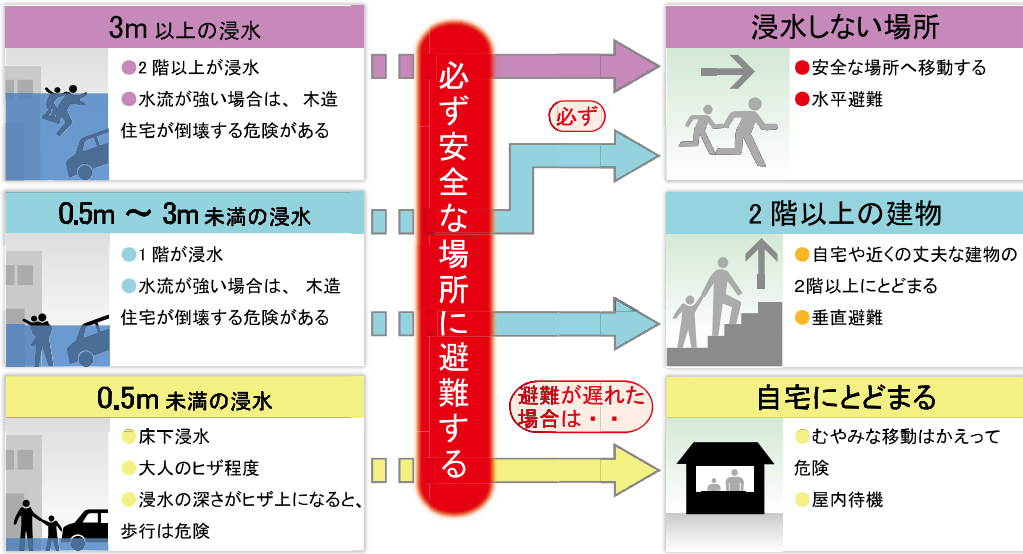 3m 以上の浸水
●2 階以上が浸水
●水流が強い場合は、 木造
住宅が倒壊する危険がある
0.5m ～ 3m 未満の浸水
●1 階が浸水
●水流が強い場合は、 木造
住宅が倒壊する危険がある
0.5m 未満の浸水
●床下浸水
●大人のヒザ程度
●浸水の深さがヒザ上になると、
歩行は危険
必ず安全な場所に避難する
必ず
避難が遅れた
場合は・・
浸水しない場所
●安全な場所へ移動する
●水平避難
2 階以上の建物
●自宅や近くの丈夫な建物の
2階以上にとどまる
●垂直避難
自宅にとどまる
●むやみな移動はかえって
危険
●屋内待機